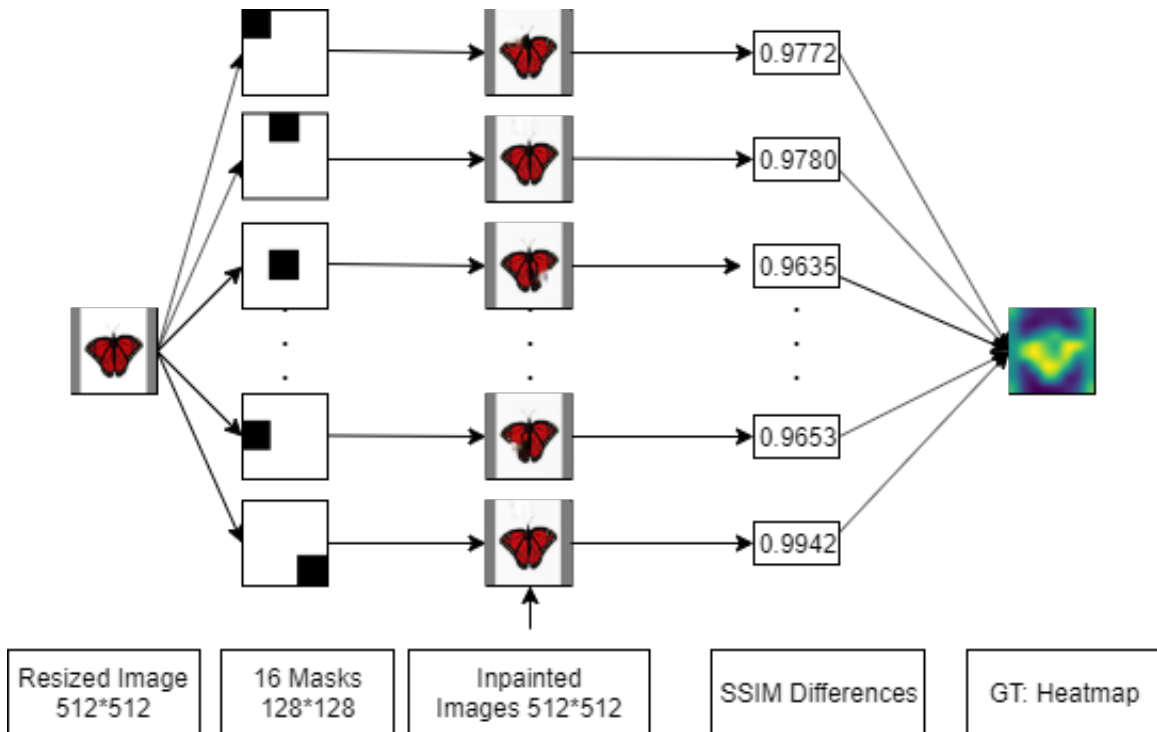 0.9772
0.9780
0.9635
0.9653
0.9942
Resized Image
512*512
16 Masks
128*128
Inpainted
Images 512*512
SSIM Differences
GT: Heatmap